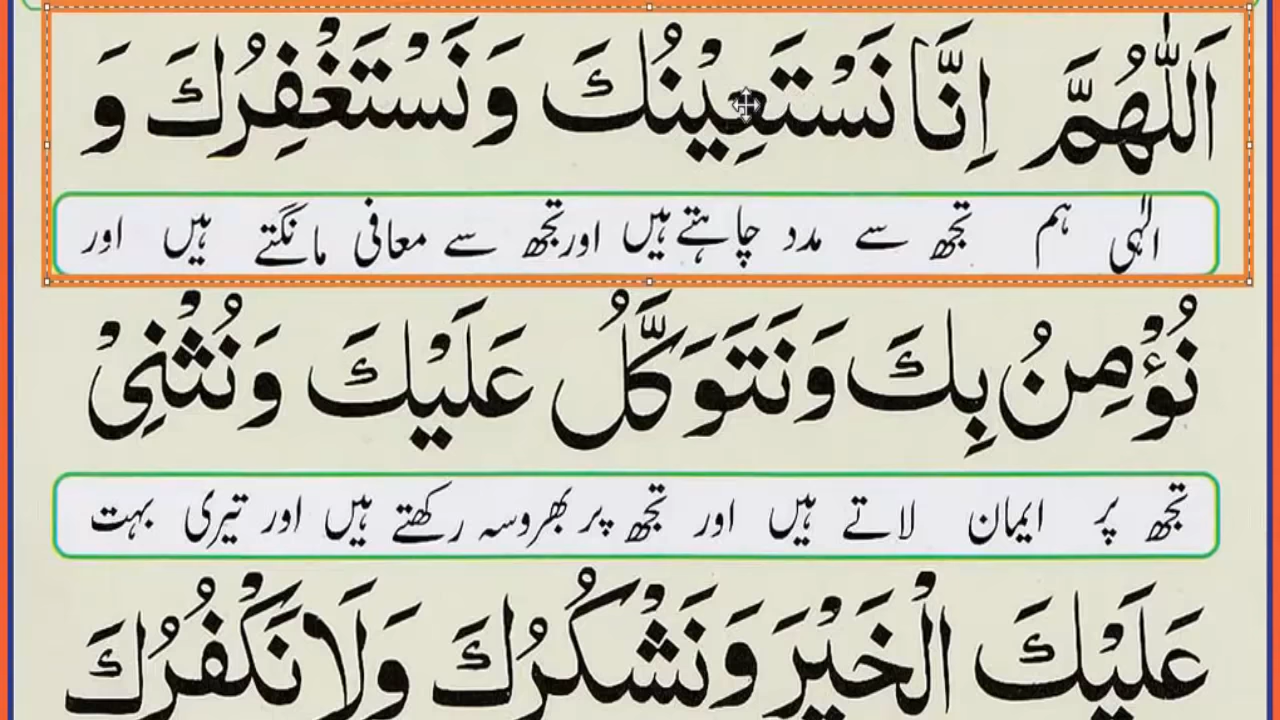 اَللّٰهُمَّ اِنَّا نَسْتَعِيْنُكَ وَنَسْتَغْفِرُكَ وَ
الٰہی ہم تجھ سے مدد چاہتے ہیں اور تجھ سے معافی مانگتے ہیں اور
نُؤْمِنُ بِكَ وَنَتَوَكَّلُ عَلَيْكَ وَنُثْنِيْ
تجھ پر ایمان لاتے ہیں اور تجھ پر بھروسہ رکھتے ہیں اور تیری بہت
عَلَيْكَ الْخَيْرَ وَنَشْكُرُكَ وَلَا نَكْفُرُكَ